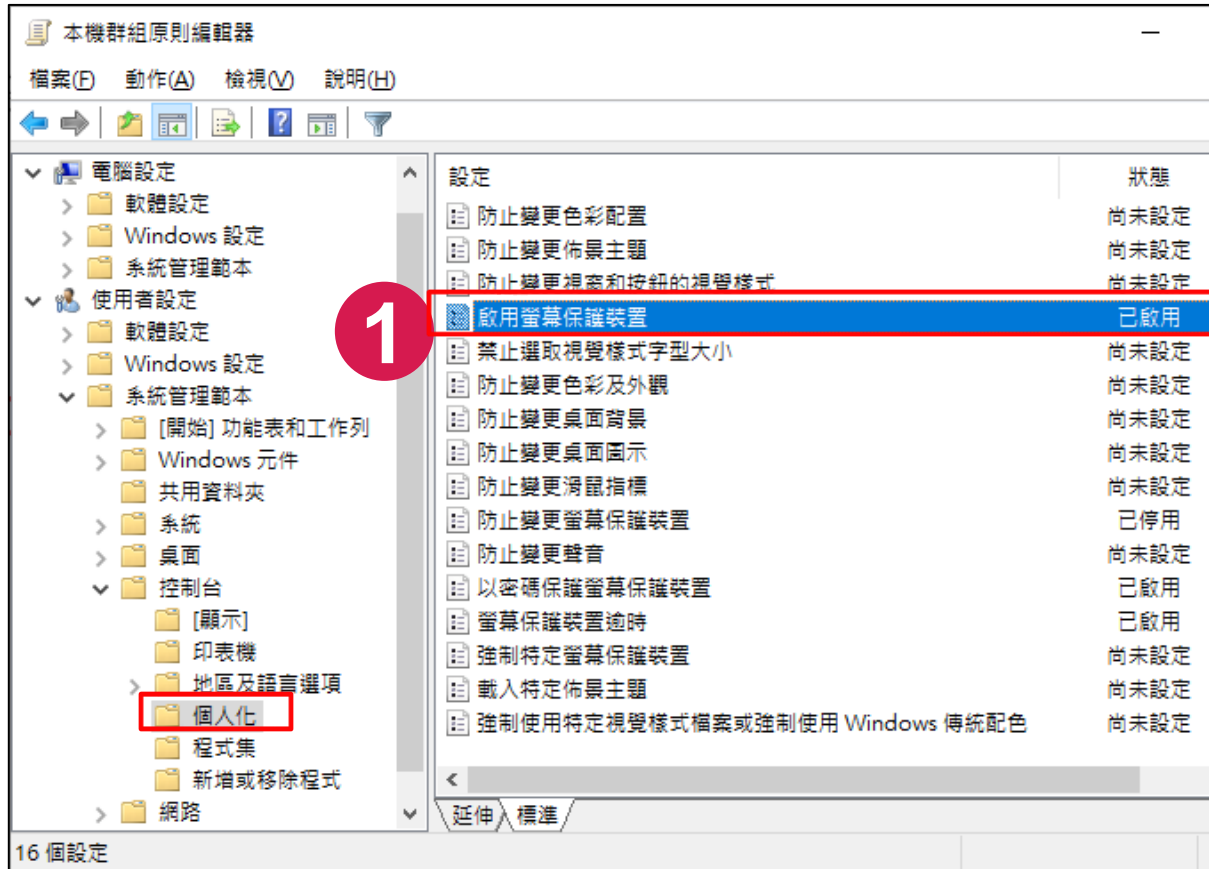 本機群組原則編輯器
檔案(F) 動作(A) 檢視(V) 說明(H)
電腦設定
軟體設定
Windows 設定
系統管理範本
使用者設定
軟體設定
Windows 設定
系統管理範本
[開始] 功能表和工作列
Windows 元件
共用資料夾
系統
桌面
控制台
[顯示]
印表機
地區及語言選項
個人化
程式集
新增或移除程式
網路
1
設定 狀態
防止變更色彩配置 尚未設定
防止變更佈景主題 尚未設定
防止變更視窗和按鈕的視覺樣式 尚未設定
啟用螢幕保護裝置 已啟用
禁止選取視覺樣式字型大小 尚未設定
防止變更色彩及外觀 尚未設定
防止變更桌面背景 尚未設定
防止變更桌面圖示 尚未設定
防止變更滑鼠指標 尚未設定
防止變更螢幕保護裝置 已停用
防止變更聲音 尚未設定
以密碼保護螢幕保護裝置 已啟用
螢幕保護裝置逾時 已啟用
強制特定螢幕保護裝置 尚未設定
載入特定佈景主題 尚未設定
強制使用特定視覺樣式檔案或強制使用 Windows 傳統配色 尚未設定
延伸 標準
16 個設定